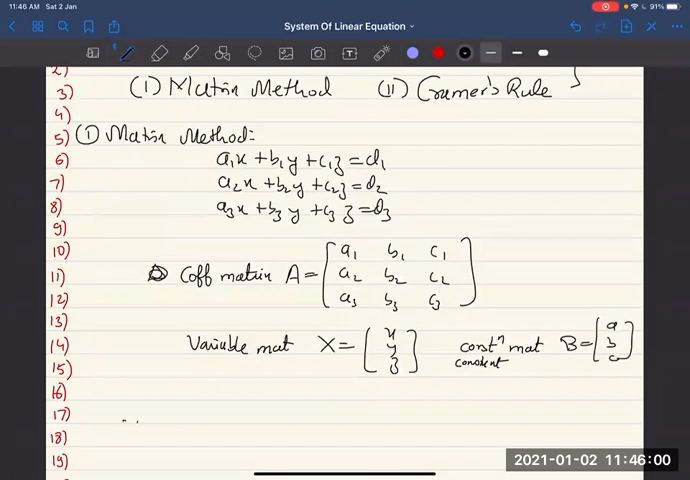 11:46 AM Sat 2 Jan 91%
System Of Linear Equation
2)
3) (I) Matrix Method (II) Cramer's Rule }
4)
5) (I) Matrix Method:
6) a₁x + b₁y + c₁z = d₁
7) a₂x + b₂y + c₂z = d₂
8) a₃x + b₃y + c₃z = d₃
9)
10) a₁ b₁ c₁
11) Coff matrix A = [ a₂ b₂ c₂ ]
12) a₃ b₃ c₃
13) x a
14) Variable mat X = [ y ] constⁿ mat B = [ b ]
15) z constent c
16)
17)
18)
19)
2021-01-02 11:46:00